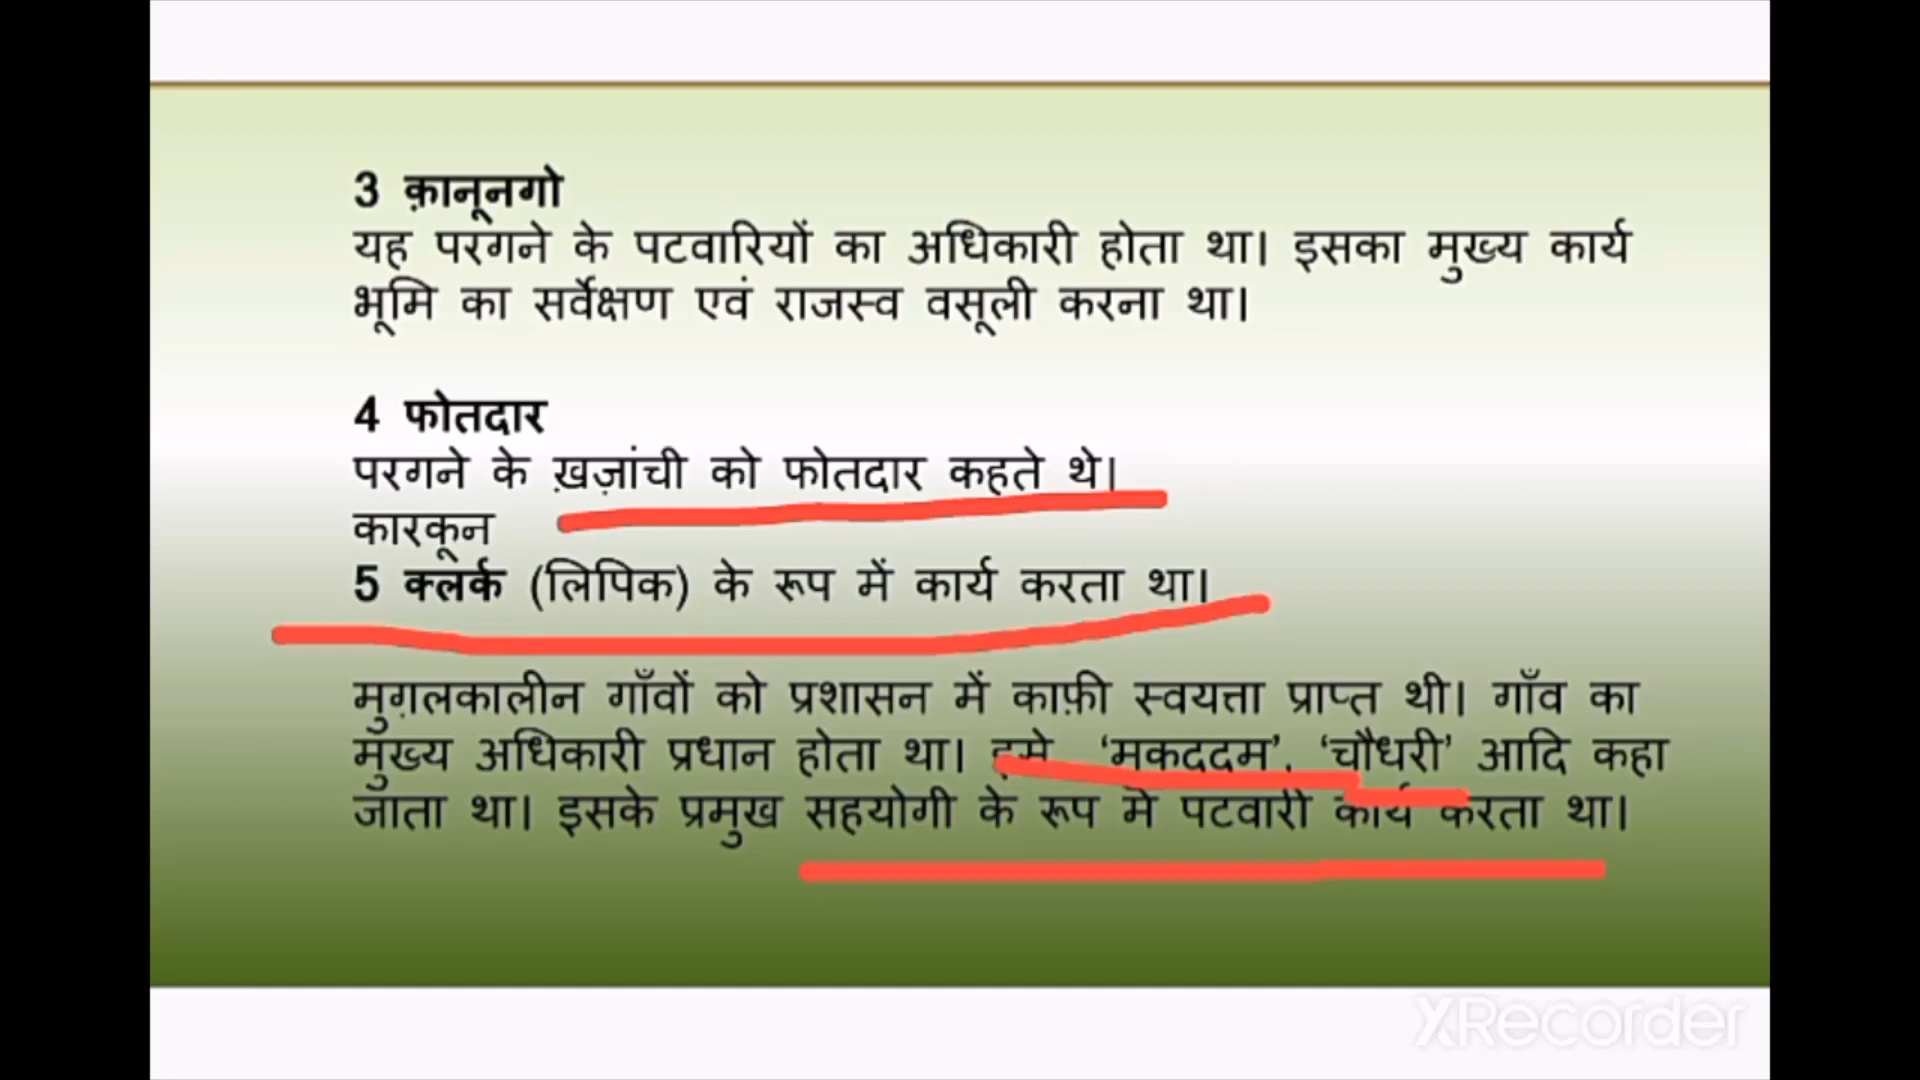 3 क़ानूनगो
यह परगने के पटवारियों का अधिकारी होता था। इसका मुख्य कार्य
भूमि का सर्वेक्षण एवं राजस्व वसूली करना था।
4 फोतदार
परगने के ख़ज़ांची को फोतदार कहते थे।
कारकून
5 क्लर्क (लिपिक) के रूप में कार्य करता था।
मुग़लकालीन गाँवों को प्रशासन में काफ़ी स्वयत्ता प्राप्त थी। गाँव का
मुख्य अधिकारी प्रधान होता था। इसे ‘मुकददम’, ‘चौधरी’ आदि कहा
जाता था। इसके प्रमुख सहयोगी के रूप में पटवारी कार्य करता था।
XRecorder